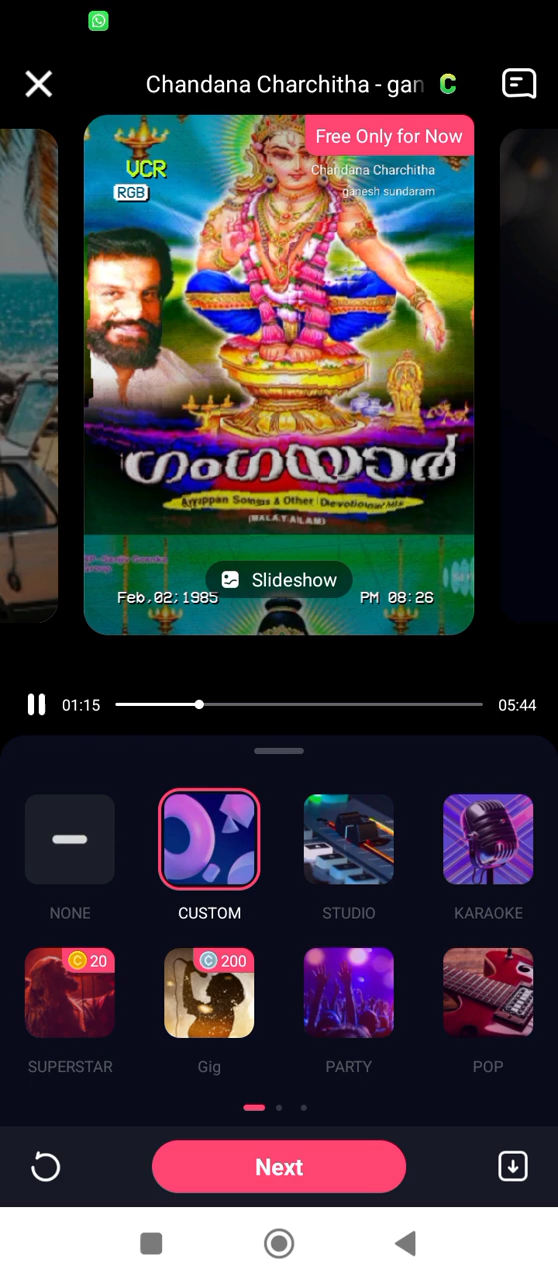 Chandana Charchitha - gan
Free Only for Now
VCR
RGB
Chandana Charchitha
ganesh sundaram
ഗംഗയാർ
Ayyappan Songs & Other Devotional Hits
(MALAYALAM)
Slideshow
Feb.02;1985
PM 08:26
01:15
05:44
NONE
CUSTOM
STUDIO
KARAOKE
20
200
SUPERSTAR
Gig
PARTY
POP
Next